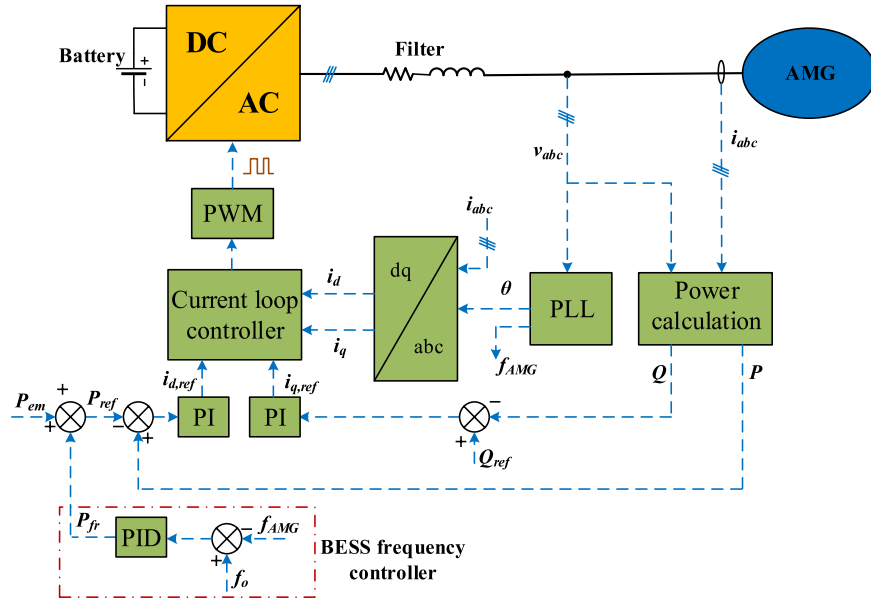 Battery
+
-
DC
AC
Filter
AMG
v_abc
i_abc
PWM
i_abc
Current loop
controller
i_d
i_q
dq
abc
θ
PLL
f_AMG
Power
calculation
Q
P
i_d,ref
i_q,ref
P_em
+
+
P_ref
−
+
PI
PI
−
+
Q_ref
P_fr
PID
−
+
f_AMG
f_o
BESS frequency
controller